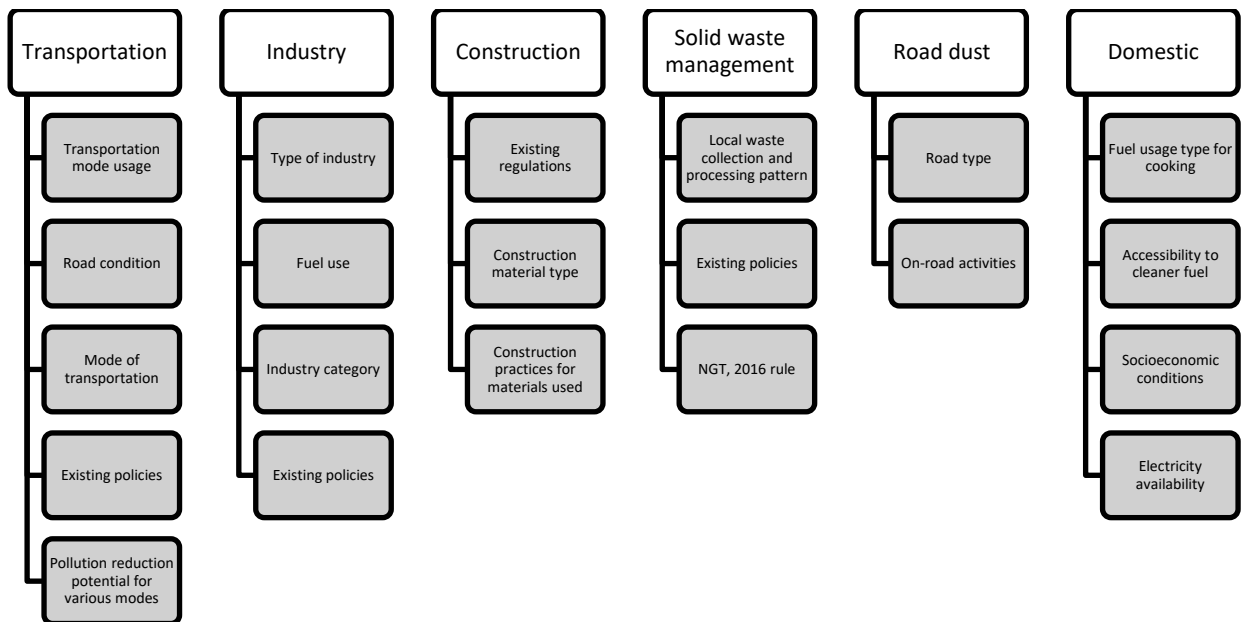 Transportation
Transportation
mode usage
Road condition
Mode of
transportation
Existing policies
Pollution reduction
potential for
various modes
Industry
Type of industry
Fuel use
Industry category
Existing policies
Construction
Existing
regulations
Construction
material type
Construction
practices for
materials used
Solid waste
management
Local waste
collection and
processing pattern
Existing policies
NGT, 2016 rule
Road dust
Road type
On-road activities
Domestic
Fuel usage type for
cooking
Accessibility to
cleaner fuel
Socioeconomic
conditions
Electricity
availability